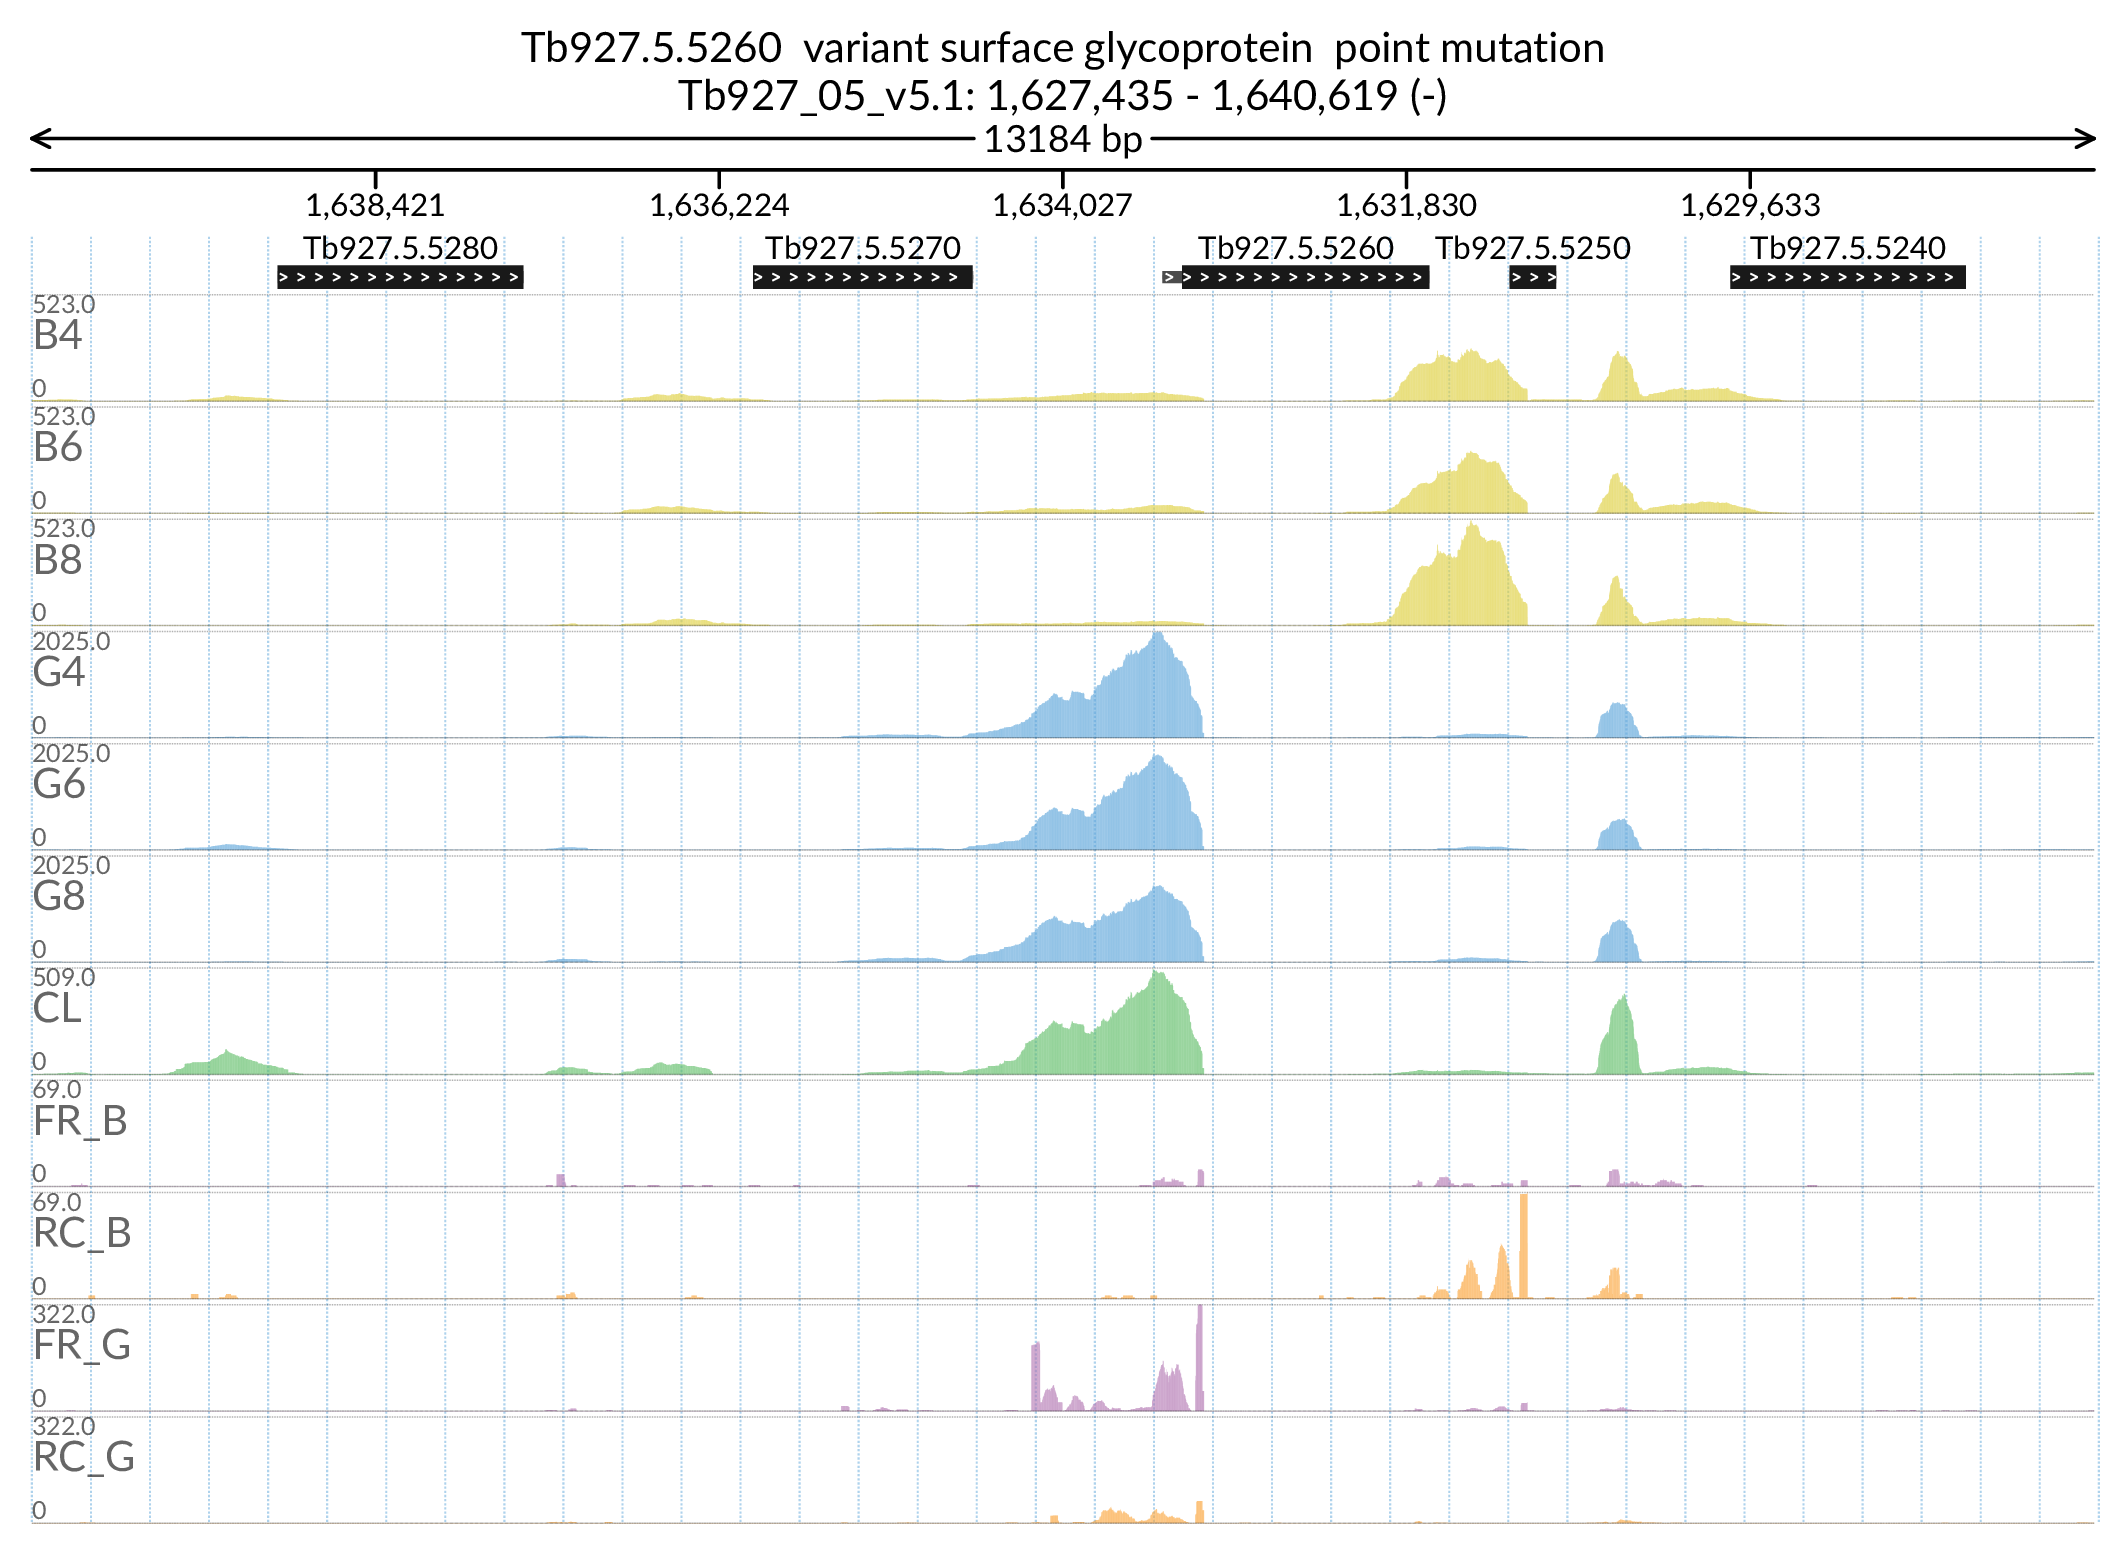 Tb927.5.5260  variant surface glycoprotein  point mutation
Tb927_05_v5.1: 1,627,435 - 1,640,619 (-)
13184 bp
1,638,421 1,636,224 1,634,027 1,631,830 1,629,633
Tb927.5.5280 Tb927.5.5270 Tb927.5.5260 Tb927.5.5250 Tb927.5.5240
523.0
B4
0
523.0
B6
0
523.0
B8
0
2025.0
G4
0
2025.0
G6
0
2025.0
G8
0
509.0
CL
0
69.0
FR_B
0
69.0
RC_B
0
322.0
FR_G
0
322.0
RC_G
0